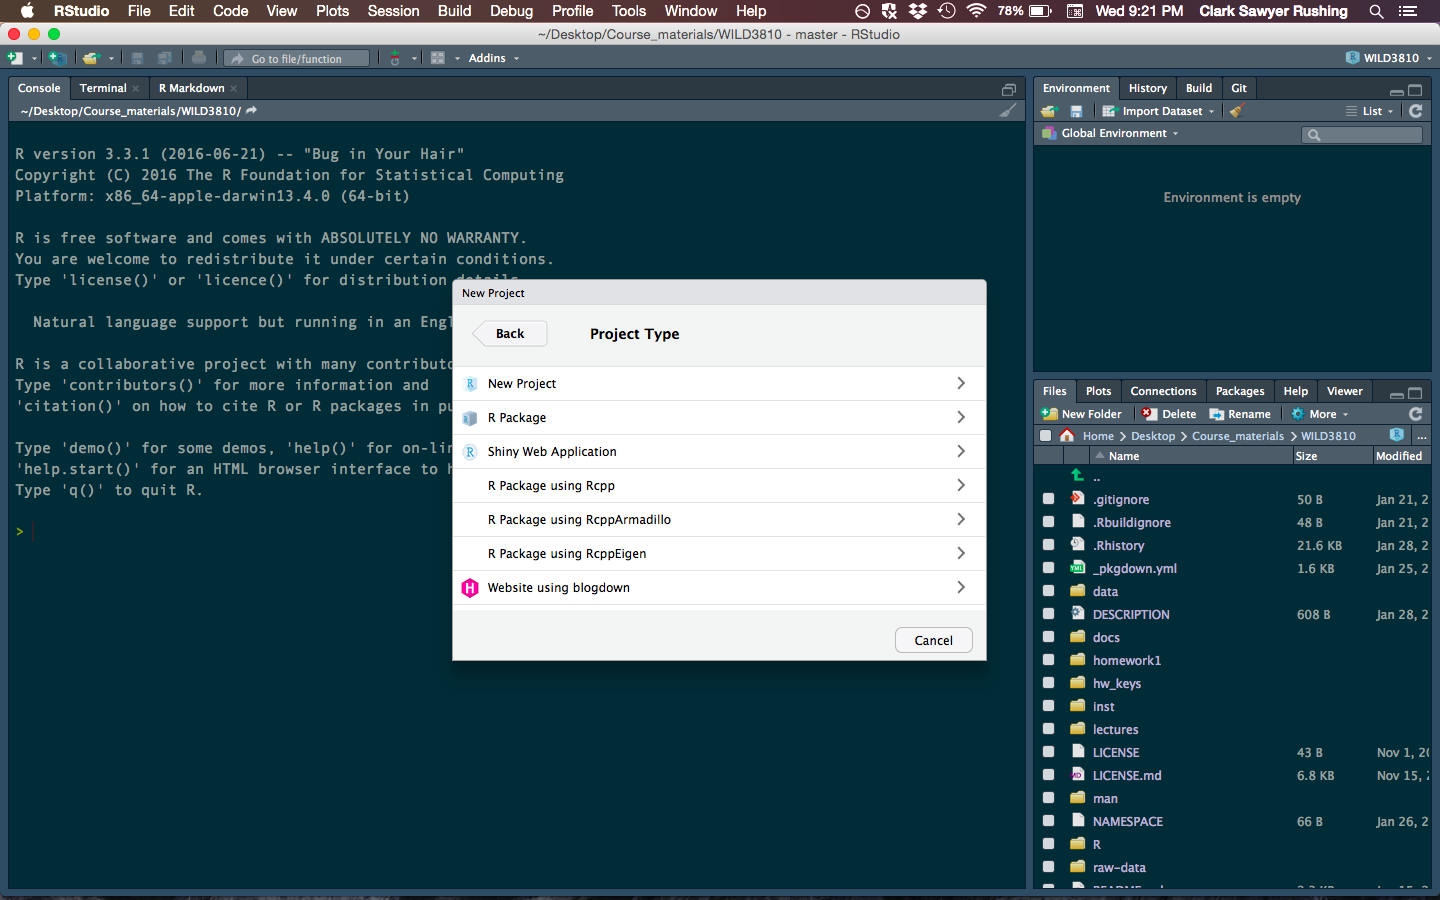 RStudio File Edit Code View Plots Session Build Debug Profile Tools Window Help 78% Wed 9:21 PM Clark Sawyer Rushing
~/Desktop/Course_materials/WILD3810 - master - RStudio
Go to file/function Addins WILD3810
Console Terminal R Markdown
~/Desktop/Course_materials/WILD3810/
R version 3.3.1 (2016-06-21) -- "Bug in Your Hair"
Copyright (C) 2016 The R Foundation for Statistical Computing
Platform: x86_64-apple-darwin13.4.0 (64-bit)
R is free software and comes with ABSOLUTELY NO WARRANTY.
You are welcome to redistribute it under certain conditions.
Type 'license()' or 'licence()' for distribution details.
Natural language support but running in an Eng
R is a collaborative project with many contribut
Type 'contributors()' for more information and
'citation()' on how to cite R or R packages in pu
Type 'demo()' for some demos, 'help()' for on-li
'help.start()' for an HTML browser interface to h
Type 'q()' to quit R.
>
New Project
Back Project Type
New Project
R Package
R Shiny Web Application
R Package using Rcpp
R Package using RcppArmadillo
R Package using RcppEigen
H Website using blogdown
Cancel
Environment History Build Git
Import Dataset List
Global Environment
Environment is empty
Files Plots Connections Packages Help Viewer
New Folder Delete Rename More
Home Desktop Course_materials WILD3810 ...
Name Size Modified
..
.gitignore 50 B Jan 21, 2
.Rbuildignore 48 B Jan 21, 2
.Rhistory 21.6 KB Jan 28, 2
_pkgdown.yml 1.6 KB Jan 25, 2
data
DESCRIPTION 608 B Jan 28, 2
docs
homework1
hw_keys
inst
lectures
LICENSE 43 B Nov 1, 20
LICENSE.md 6.8 KB Nov 15, 2
man
NAMESPACE 66 B Jan 26, 2
R
raw-data